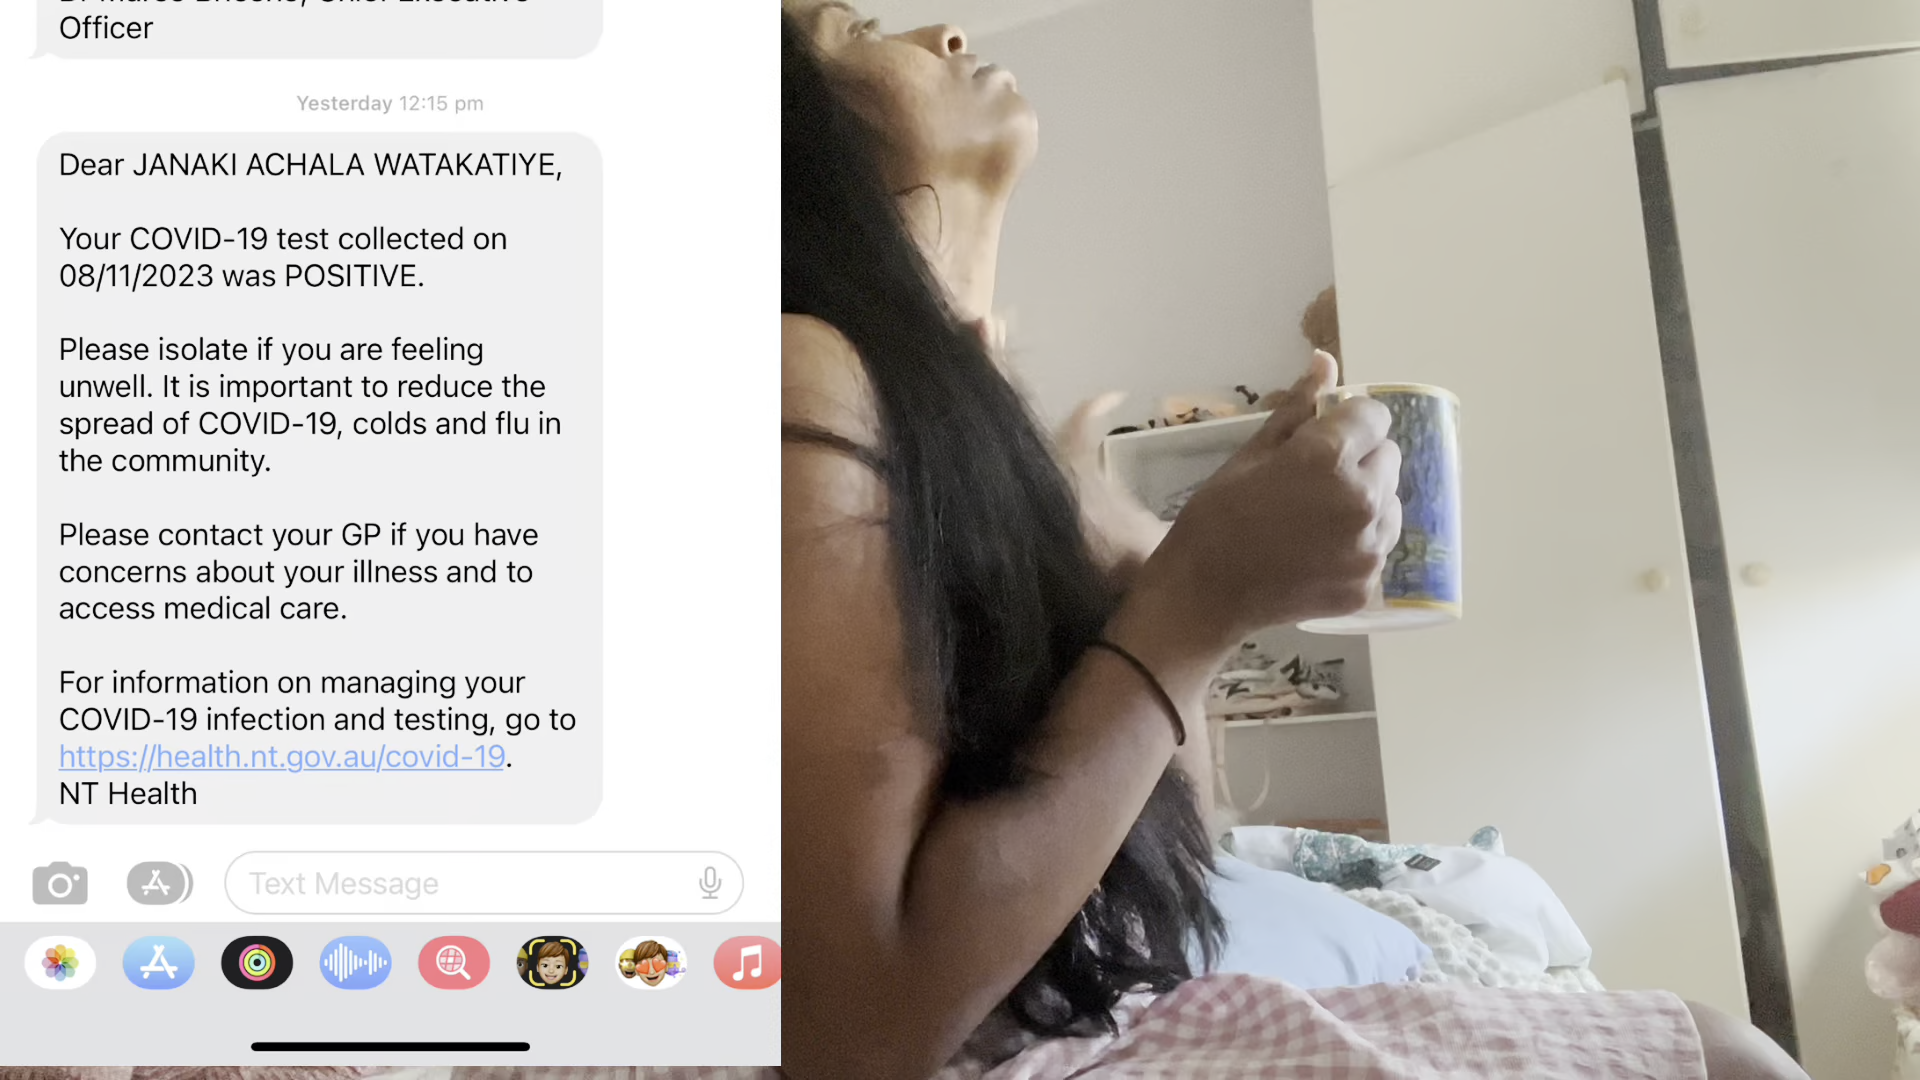 Officer
Yesterday 12:15 pm
Dear JANAKI ACHALA WATAKATIYE,
Your COVID-19 test collected on
08/11/2023 was POSITIVE.
Please isolate if you are feeling
unwell. It is important to reduce the
spread of COVID-19, colds and flu in
the community.
Please contact your GP if you have
concerns about your illness and to
access medical care.
For information on managing your
COVID-19 infection and testing, go to
https://health.nt.gov.au/covid-19.
NT Health
Text Message